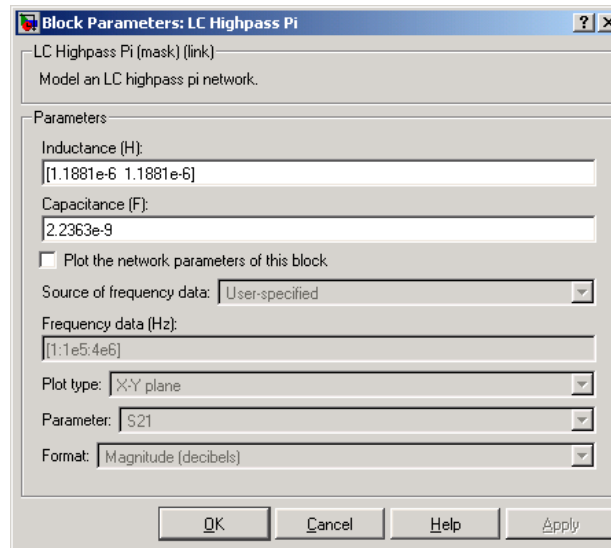 Block Parameters: LC Highpass Pi
LC Highpass Pi (mask) (link)
Model an LC highpass pi network.
Parameters
Inductance (H):
[1.1881e-6 1.1881e-6]
Capacitance (F):
2.2363e-9
Plot the network parameters of this block
Source of frequency data: User-specified
Frequency data (Hz):
[1:1e5:4e6]
Plot type: X-Y plane
Parameter: S21
Format: Magnitude (decibels)
OK Cancel Help Apply